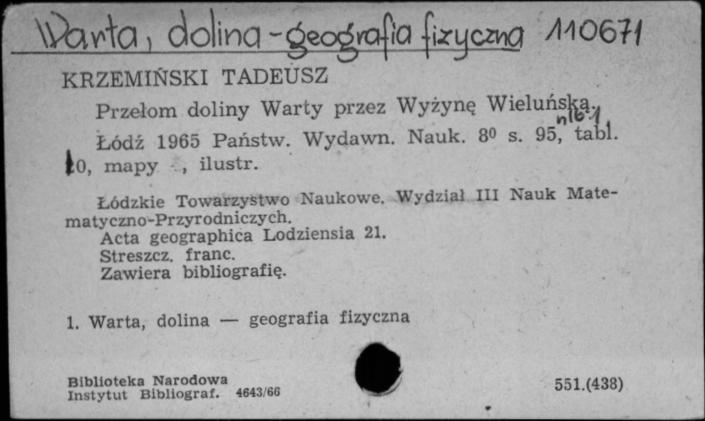 Warta, dolina - geografia fizyczna 110671
KRZEMIŃSKI TADEUSZ
Przełom doliny Warty przez Wyżynę Wieluńską.
Łódź 1965 Państw. Wydawn. Nauk. 8⁰ s. 95, nlb 1, tabl.
10, mapy , ilustr.
Łódzkie Towarzystwo Naukowe. Wydział III Nauk Mate-
matyczno-Przyrodniczych.
Acta geographica Lodziensia 21.
Streszcz. franc.
Zawiera bibliografię.
1. Warta, dolina — geografia fizyczna
Biblioteka Narodowa
Instytut Bibliograf. 4643/66
551.(438)